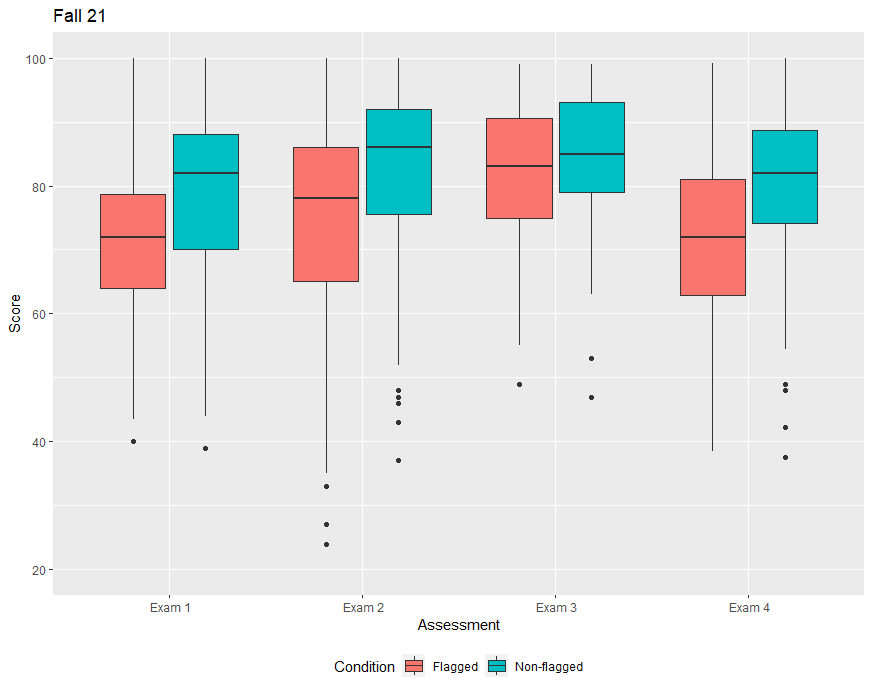 Fall 21
100
80
60
40
20
Score
Exam 1 Exam 2 Exam 3 Exam 4
Assessment
Condition Flagged Non-flagged